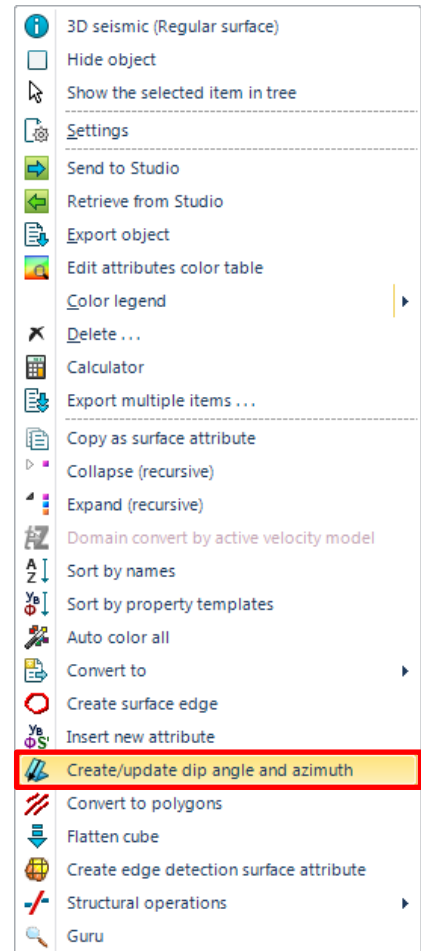 3D seismic (Regular surface)
Hide object
Show the selected item in tree
Settings
Send to Studio
Retrieve from Studio
Export object
Edit attributes color table
Color legend
Delete . . .
Calculator
Export multiple items . . .
Copy as surface attribute
Collapse (recursive)
Expand (recursive)
Domain convert by active velocity model
Sort by names
Sort by property templates
Auto color all
Convert to
Create surface edge
Insert new attribute
Create/update dip angle and azimuth
Convert to polygons
Flatten cube
Create edge detection surface attribute
Structural operations
Guru